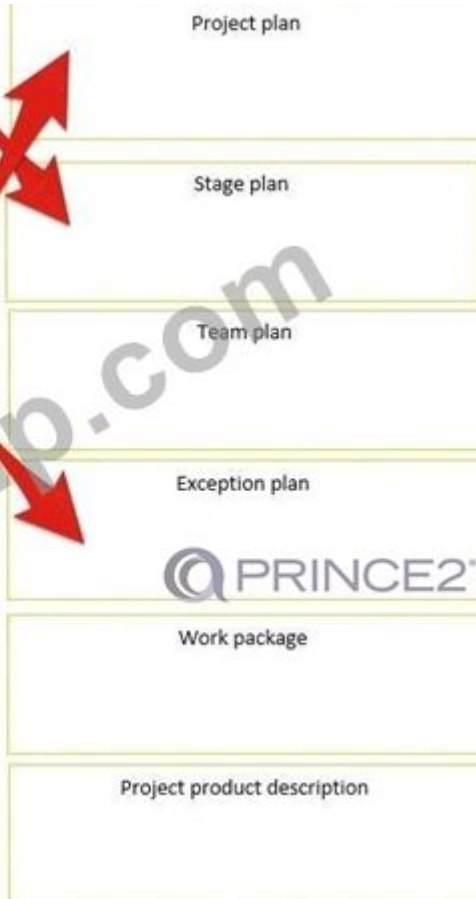 Project plan
Stage plan
Team plan
p.com
Exception plan
PRINCE2
Work package
Project product description